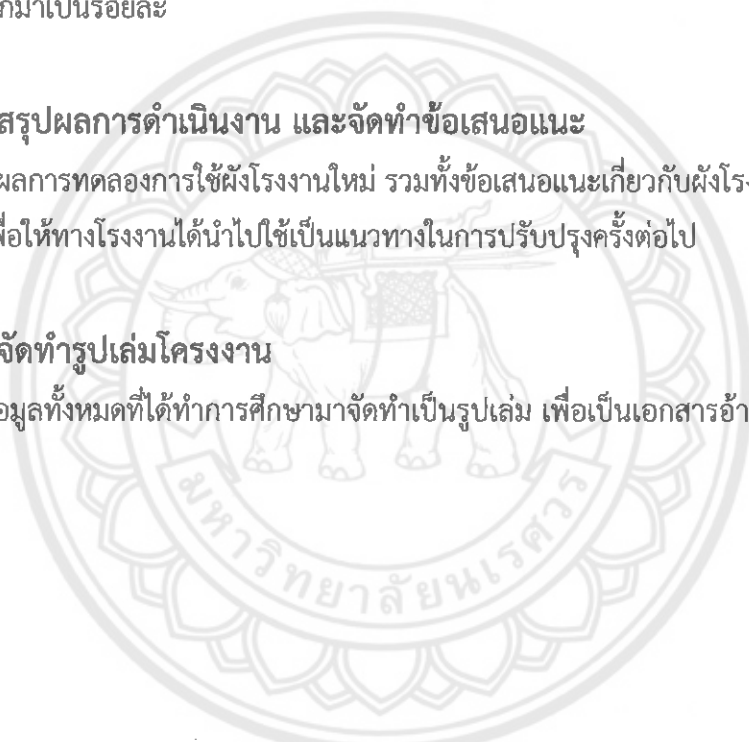 กมาเป็นร้อยละ
สรุปผลการดำเนินงาน และจัดทำข้อเสนอแนะ
ผลการทดลองการใช้ผังโรงงานใหม่ รวมทั้งข้อเสนอแนะเกี่ยวกับผังโรง
พื่อให้ทางโรงงานได้นำไปใช้เป็นแนวทางในการปรับปรุงครั้งต่อไป
จัดทำรูปเล่มโครงงาน
อมูลทั้งหมดที่ได้ทำการศึกษามาจัดทำเป็นรูปเล่ม เพื่อเป็นเอกสารอ้า
มหาวิทยาลัยนเรศวร